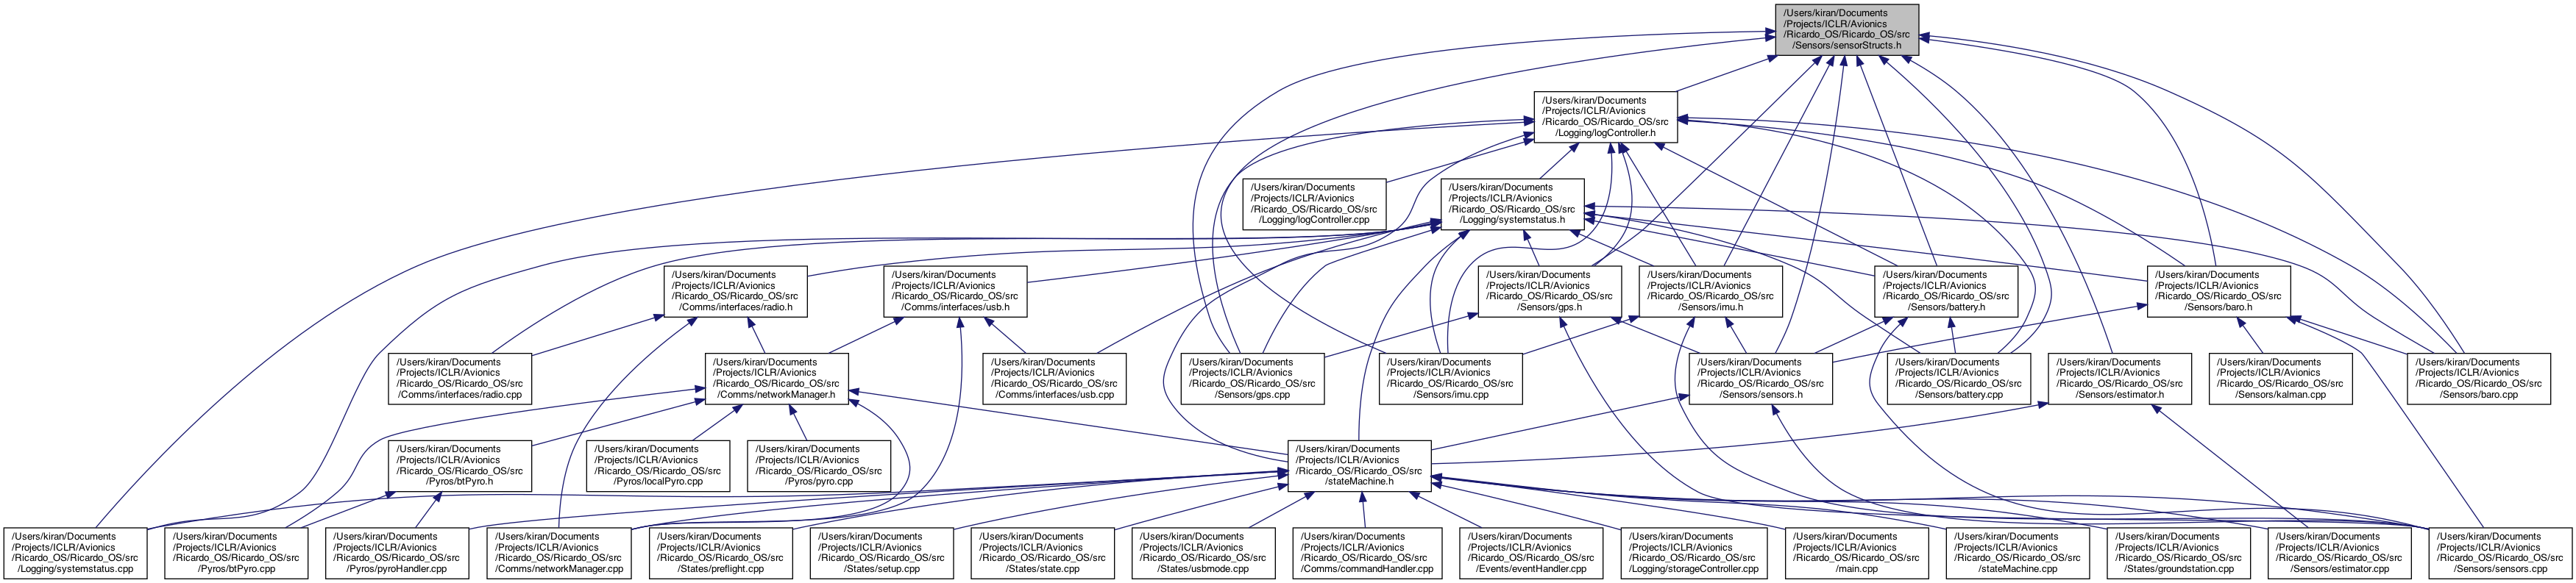 /Users/kiran/Documents
/Projects/ICLR/Avionics
/Ricardo_OS/Ricardo_OS/src
/Sensors/sensorStructs.h
/Users/kiran/Documents
/Projects/ICLR/Avionics
/Ricardo_OS/Ricardo_OS/src
/Logging/logController.h
/Users/kiran/Documents
/Projects/ICLR/Avionics
/Ricardo_OS/Ricardo_OS/src
/Logging/logController.cpp
/Users/kiran/Documents
/Projects/ICLR/Avionics
/Ricardo_OS/Ricardo_OS/src
/Logging/systemstatus.h
/Users/kiran/Documents
/Projects/ICLR/Avionics
/Ricardo_OS/Ricardo_OS/src
/Comms/interfaces/radio.h
/Users/kiran/Documents
/Projects/ICLR/Avionics
/Ricardo_OS/Ricardo_OS/src
/Comms/interfaces/usb.h
/Users/kiran/Documents
/Projects/ICLR/Avionics
/Ricardo_OS/Ricardo_OS/src
/Sensors/gps.h
/Users/kiran/Documents
/Projects/ICLR/Avionics
/Ricardo_OS/Ricardo_OS/src
/Sensors/imu.h
/Users/kiran/Documents
/Projects/ICLR/Avionics
/Ricardo_OS/Ricardo_OS/src
/Sensors/battery.h
/Users/kiran/Documents
/Projects/ICLR/Avionics
/Ricardo_OS/Ricardo_OS/src
/Sensors/baro.h
/Users/kiran/Documents
/Projects/ICLR/Avionics
/Ricardo_OS/Ricardo_OS/src
/Comms/interfaces/radio.cpp
/Users/kiran/Documents
/Projects/ICLR/Avionics
/Ricardo_OS/Ricardo_OS/src
/Comms/networkManager.h
/Users/kiran/Documents
/Projects/ICLR/Avionics
/Ricardo_OS/Ricardo_OS/src
/Comms/interfaces/usb.cpp
/Users/kiran/Documents
/Projects/ICLR/Avionics
/Ricardo_OS/Ricardo_OS/src
/Sensors/gps.cpp
/Users/kiran/Documents
/Projects/ICLR/Avionics
/Ricardo_OS/Ricardo_OS/src
/Sensors/imu.cpp
/Users/kiran/Documents
/Projects/ICLR/Avionics
/Ricardo_OS/Ricardo_OS/src
/Sensors/sensors.h
/Users/kiran/Documents
/Projects/ICLR/Avionics
/Ricardo_OS/Ricardo_OS/src
/Sensors/battery.cpp
/Users/kiran/Documents
/Projects/ICLR/Avionics
/Ricardo_OS/Ricardo_OS/src
/Sensors/estimator.h
/Users/kiran/Documents
/Projects/ICLR/Avionics
/Ricardo_OS/Ricardo_OS/src
/Sensors/kalman.cpp
/Users/kiran/Documents
/Projects/ICLR/Avionics
/Ricardo_OS/Ricardo_OS/src
/Sensors/baro.cpp
/Users/kiran/Documents
/Projects/ICLR/Avionics
/Ricardo_OS/Ricardo_OS/src
/Pyros/btPyro.h
/Users/kiran/Documents
/Projects/ICLR/Avionics
/Ricardo_OS/Ricardo_OS/src
/Pyros/localPyro.cpp
/Users/kiran/Documents
/Projects/ICLR/Avionics
/Ricardo_OS/Ricardo_OS/src
/Pyros/pyro.cpp
/Users/kiran/Documents
/Projects/ICLR/Avionics
/Ricardo_OS/Ricardo_OS/src
/stateMachine.h
/Users/kiran/Documents
/Projects/ICLR/Avionics
/Ricardo_OS/Ricardo_OS/src
/Logging/systemstatus.cpp
/Users/kiran/Documents
/Projects/ICLR/Avionics
/Ricardo_OS/Ricardo_OS/src
/Pyros/btPyro.cpp
/Users/kiran/Documents
/Projects/ICLR/Avionics
/Ricardo_OS/Ricardo_OS/src
/Pyros/pyroHandler.cpp
/Users/kiran/Documents
/Projects/ICLR/Avionics
/Ricardo_OS/Ricardo_OS/src
/Comms/networkManager.cpp
/Users/kiran/Documents
/Projects/ICLR/Avionics
/Ricardo_OS/Ricardo_OS/src
/States/preflight.cpp
/Users/kiran/Documents
/Projects/ICLR/Avionics
/Ricardo_OS/Ricardo_OS/src
/States/setup.cpp
/Users/kiran/Documents
/Projects/ICLR/Avionics
/Ricardo_OS/Ricardo_OS/src
/States/state.cpp
/Users/kiran/Documents
/Projects/ICLR/Avionics
/Ricardo_OS/Ricardo_OS/src
/States/usbmode.cpp
/Users/kiran/Documents
/Projects/ICLR/Avionics
/Ricardo_OS/Ricardo_OS/src
/Comms/commandHandler.cpp
/Users/kiran/Documents
/Projects/ICLR/Avionics
/Ricardo_OS/Ricardo_OS/src
/Events/eventHandler.cpp
/Users/kiran/Documents
/Projects/ICLR/Avionics
/Ricardo_OS/Ricardo_OS/src
/Logging/storageController.cpp
/Users/kiran/Documents
/Projects/ICLR/Avionics
/Ricardo_OS/Ricardo_OS/src
/main.cpp
/Users/kiran/Documents
/Projects/ICLR/Avionics
/Ricardo_OS/Ricardo_OS/src
/stateMachine.cpp
/Users/kiran/Documents
/Projects/ICLR/Avionics
/Ricardo_OS/Ricardo_OS/src
/States/groundstation.cpp
/Users/kiran/Documents
/Projects/ICLR/Avionics
/Ricardo_OS/Ricardo_OS/src
/Sensors/estimator.cpp
/Users/kiran/Documents
/Projects/ICLR/Avionics
/Ricardo_OS/Ricardo_OS/src
/Sensors/sensors.cpp